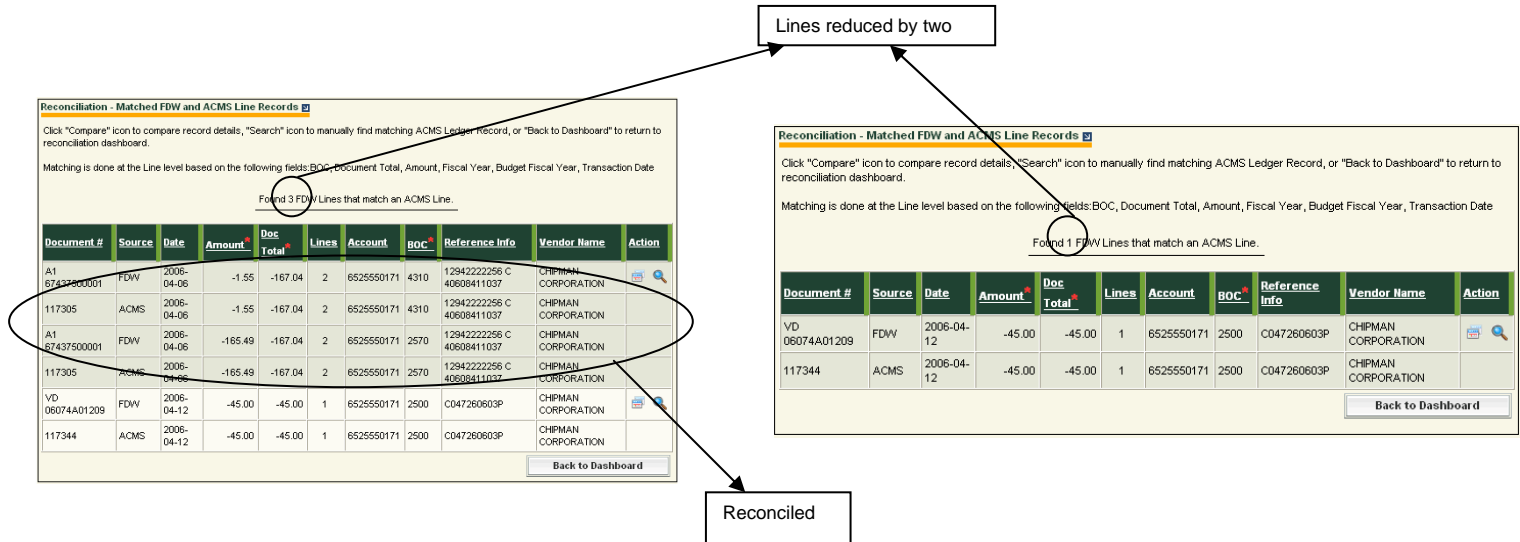 Lines reduced by two
Reconciliation - Matched FDW and ACMS Line Records
Click "Compare" icon to compare record details, "Search" icon to manually find matching ACMS Ledger Record, or "Back to Dashboard" to return to
reconciliation dashboard.
Matching is done at the Line level based on the following fields:BOC, Document Total, Amount, Fiscal Year, Budget Fiscal Year, Transaction Date
Found 3 FDW Lines that match an ACMS Line.
Document # Source Date Amount* Doc Total* Lines Account BOC* Reference Info Vendor Name Action
A1 67437500001 FDW 2006-04-06 -1.55 -167.04 2 6525550171 4310 12942222256 C 40608411037 CHIPMAN CORPORATION
117305 ACMS 2006-04-06 -1.55 -167.04 2 6525550171 4310 12942222256 C 40608411037 CHIPMAN CORPORATION
A1 67437500001 FDW 2006-04-06 -165.49 -167.04 2 6525550171 2570 12942222256 C 40608411037 CHIPMAN CORPORATION
117305 ACMS 2006-04-06 -165.49 -167.04 2 6525550171 2570 12942222256 C 40608411037 CHIPMAN CORPORATION
VD 06074A01209 FDW 2006-04-12 -45.00 -45.00 1 6525550171 2500 C047260603P CHIPMAN CORPORATION
117344 ACMS 2006-04-12 -45.00 -45.00 1 6525550171 2500 C047260603P CHIPMAN CORPORATION
Back to Dashboard
Reconciliation - Matched FDW and ACMS Line Records
Click "Compare" icon to compare record details, "Search" icon to manually find matching ACMS Ledger Record, or "Back to Dashboard" to return to
reconciliation dashboard.
Matching is done at the Line level based on the following fields:BOC, Document Total, Amount, Fiscal Year, Budget Fiscal Year, Transaction Date
Found 1 FDW Lines that match an ACMS Line.
Document # Source Date Amount* Doc Total* Lines Account BOC* Reference Info Vendor Name Action
VD 06074A01209 FDW 2006-04-12 -45.00 -45.00 1 6525550171 2500 C047260603P CHIPMAN CORPORATION
117344 ACMS 2006-04-12 -45.00 -45.00 1 6525550171 2500 C047260603P CHIPMAN CORPORATION
Back to Dashboard
Reconciled